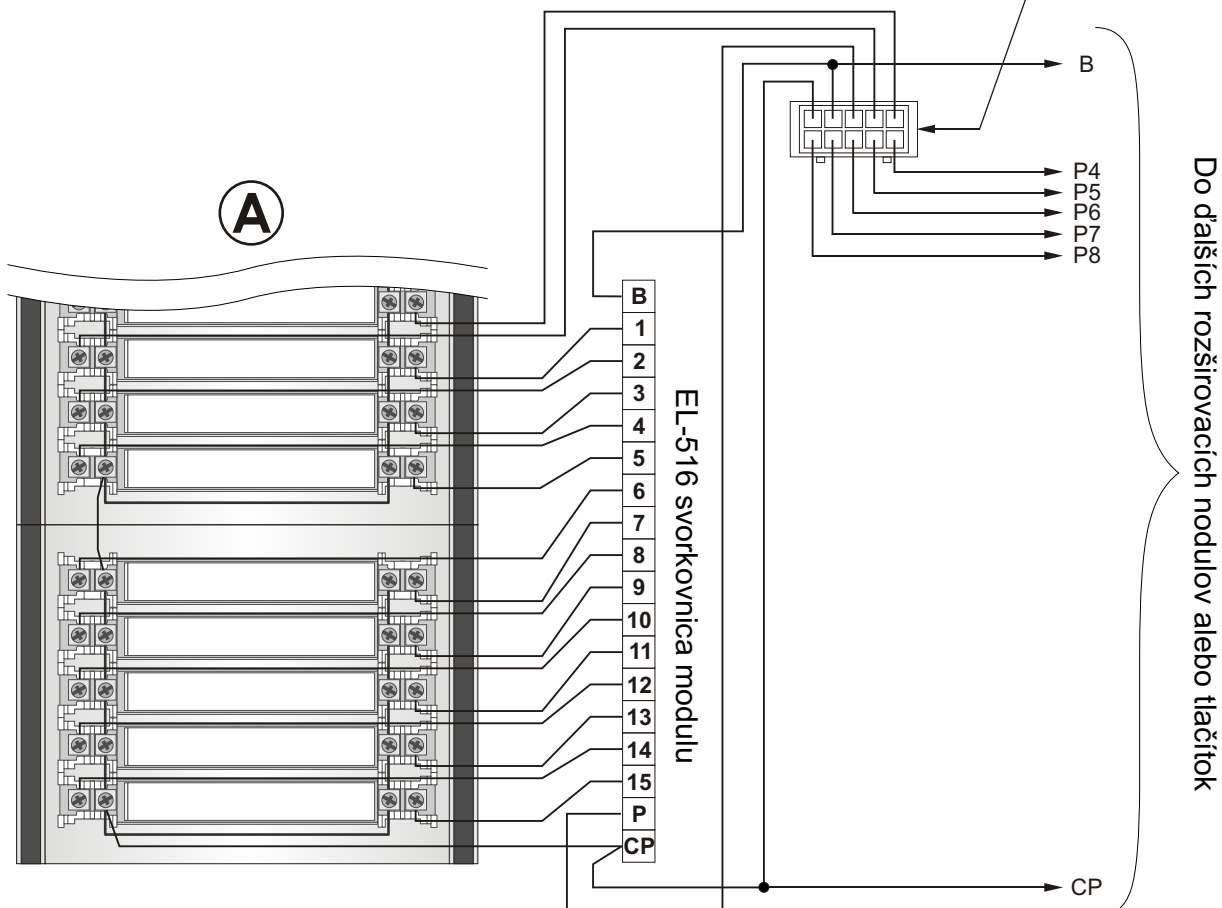 B
P4
P5
P6
P7
P8
A
B
1
2
3
4
5
6
7
8
9
10
11
12
13
14
15
P
CP
EL-516 svorkovnica modulu
CP
Do ďalších rozširovacích nodulov alebo tlačítok